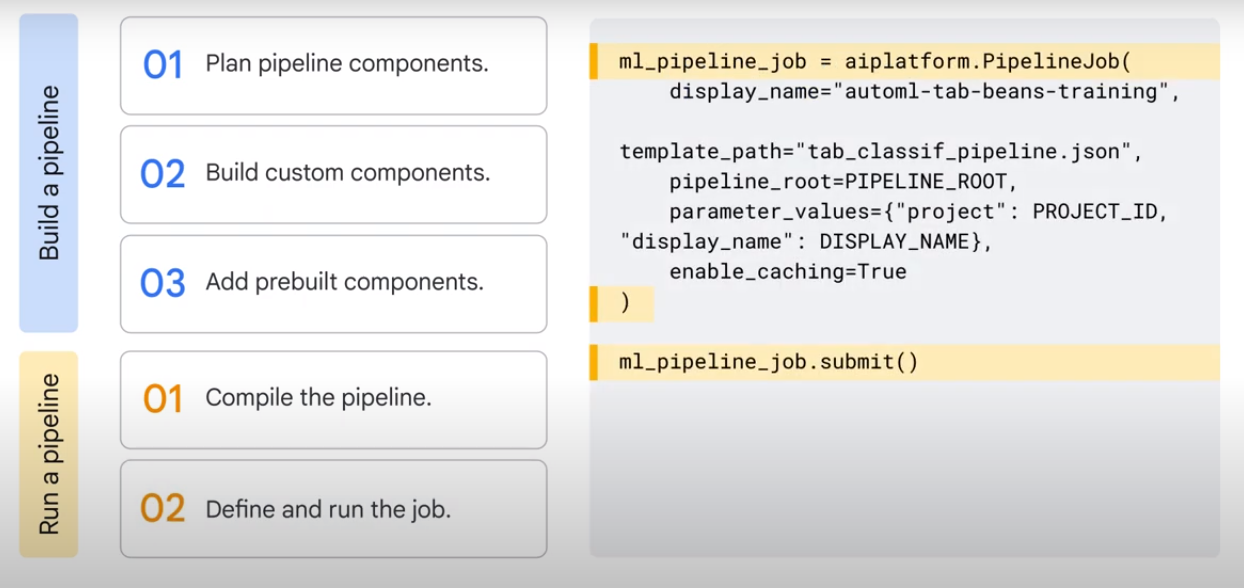 Build a pipeline
01 Plan pipeline components.
02 Build custom components.
03 Add prebuilt components.
Run a pipeline
01 Compile the pipeline.
02 Define and run the job.
ml_pipeline_job = aiplatform.PipelineJob(
display_name="automl-tab-beans-training",
template_path="tab_classif_pipeline.json",
pipeline_root=PIPELINE_ROOT,
parameter_values={"project": PROJECT_ID,
"display_name": DISPLAY_NAME},
enable_caching=True
)
ml_pipeline_job.submit()